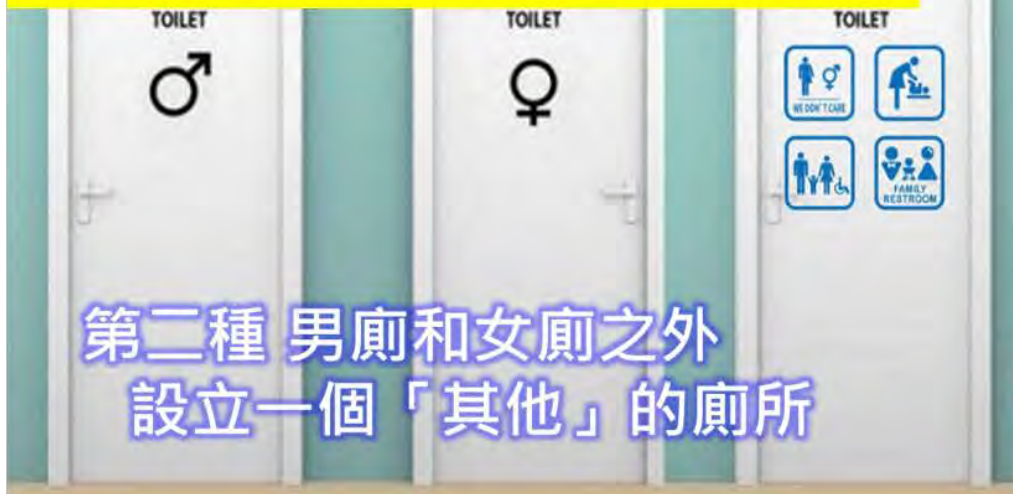 TOILET
TOILET
TOILET
WE DON'T CARE
FAMILY
RESTROOM
第二種 男廁和女廁之外
設立一個「其他」的廁所